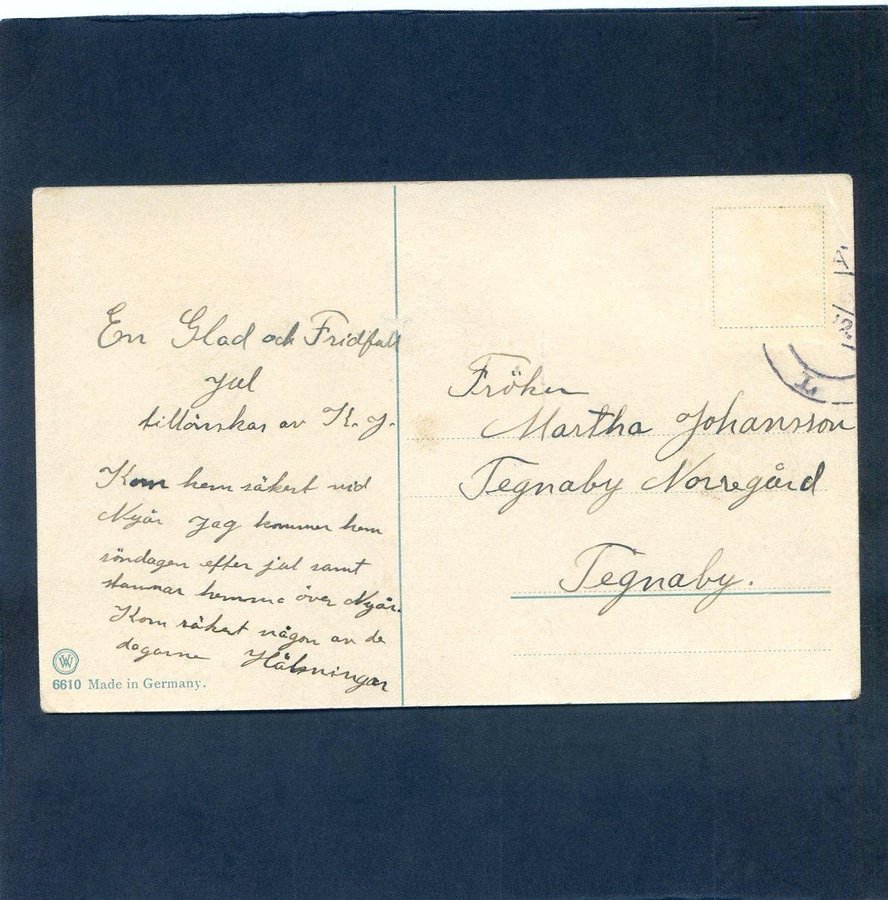 En Glad och Fridfull
Jul
tillönskas av K. J.
Kom hem säkert vid
Nyår Jag kommer hem
söndagen efter jul samt
stannar hemma över Nyår.
Kom säkert någon av de
dagarne Hälsningar
W
6610 Made in Germany.
Fröken
Martha Johansson
Tegnaby Norregård
Tegnaby.